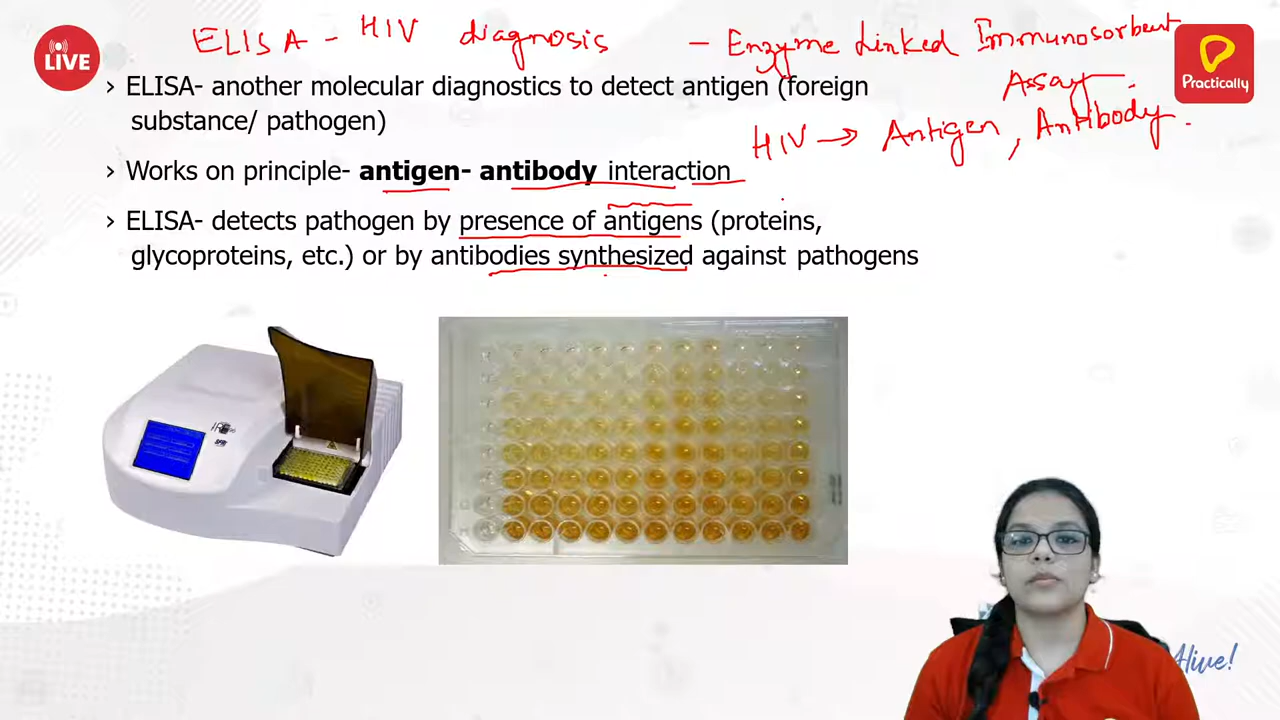 ELISA - HIV diagnosis - Enzyme Linked Immunosorbent
Assay
LIVE
Practically
› ELISA- another molecular diagnostics to detect antigen (foreign
substance/ pathogen)
HIV → Antigen, Antibody.
› Works on principle- antigen- antibody interaction
› ELISA- detects pathogen by presence of antigens (proteins,
glycoproteins, etc.) or by antibodies synthesized against pathogens
Alive!